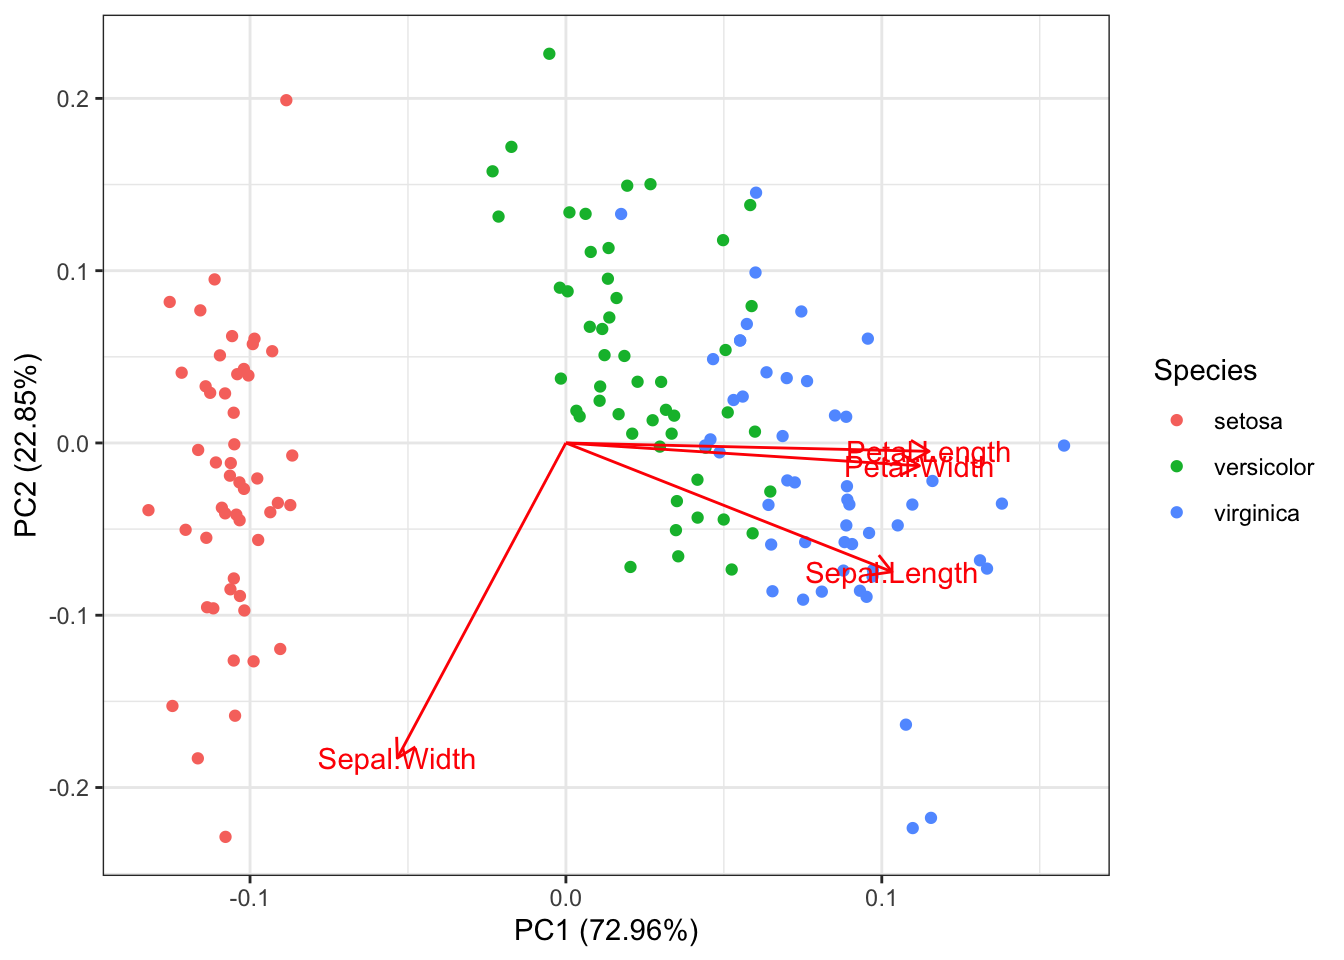 0.2
0.1
0.0
-0.1
-0.2
PC2 (22.85%)
Petal.Length
Petal.Width
Sepal.Length
Sepal.Width
-0.1
0.0
0.1
PC1 (72.96%)
Species
setosa
versicolor
virginica